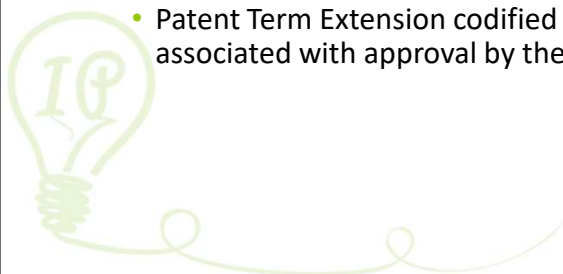 • Patent Term Extension codified
associated with approval by the
IP